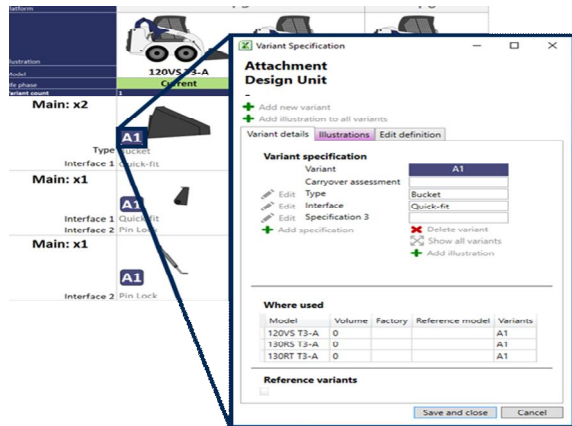 Platform
Illustration
Model
120VS T3-A
Life phase
Current
Variant count
1
Main: x2
A1
Type Bucket
Interface 1 Quick-fit
Main: x1
A1
Interface 1 Quick-fit
Interface 2 Pin Lock
Main: x1
A1
Interface 2 Pin Lock
Variant Specification
Attachment
Design Unit
-
Add new variant
Add illustration to all variants
Variant details Illustrations Edit definition
Variant specification
Variant A1
Carryover assessment
Edit Type Bucket
Edit Interface Quick-fit
Edit Specification 3
Add specification
Delete variant
Show all variants
Add illustration
Where used
Model Volume Factory Reference model Variants
120VS T3-A 0 A1
130RS T3-A 0 A1
130RT T3-A 0 A1
Reference variants
Save and close Cancel